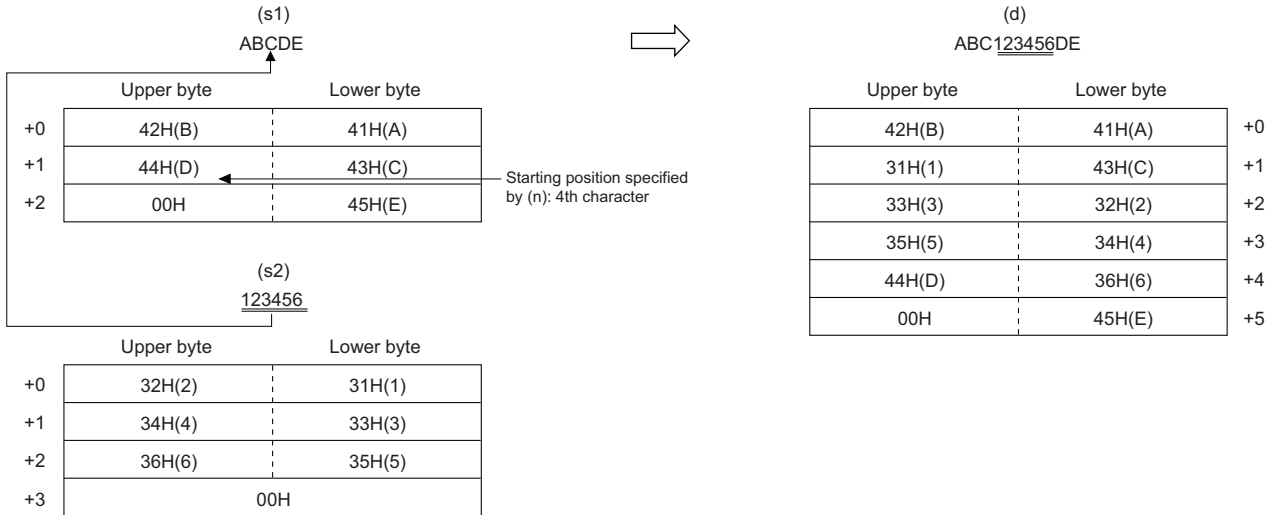 (s1)
ABCDE
Upper byte Lower byte
+0 42H(B) 41H(A)
+1 44H(D) 43H(C)
+2 00H 45H(E)
Starting position specified
by (n): 4th character
(s2)
123456
Upper byte Lower byte
+0 32H(2) 31H(1)
+1 34H(4) 33H(3)
+2 36H(6) 35H(5)
+3 00H
(d)
ABC123456DE
Upper byte Lower byte
42H(B) 41H(A) +0
31H(1) 43H(C) +1
33H(3) 32H(2) +2
35H(5) 34H(4) +3
44H(D) 36H(6) +4
00H 45H(E) +5